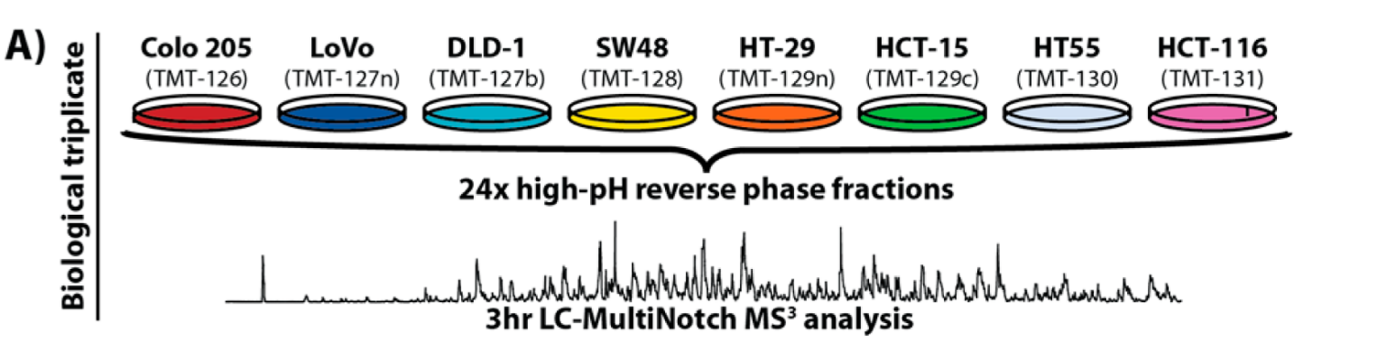 A)
Biological triplicate
Colo 205 LoVo DLD-1 SW48 HT-29 HCT-15 HT55 HCT-116
(TMT-126) (TMT-127n) (TMT-127b) (TMT-128) (TMT-129n) (TMT-129c) (TMT-130) (TMT-131)
24x high-pH reverse phase fractions
3hr LC-MultiNotch MS³ analysis